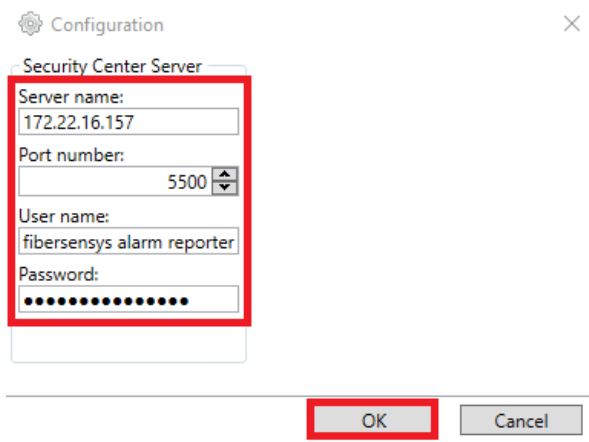 Configuration
Security Center Server
Server name:
172.22.16.157
Port number:
5500
User name:
fibersensys alarm reporter
Password:
●●●●●●●●●●●●●●●
OK
Cancel